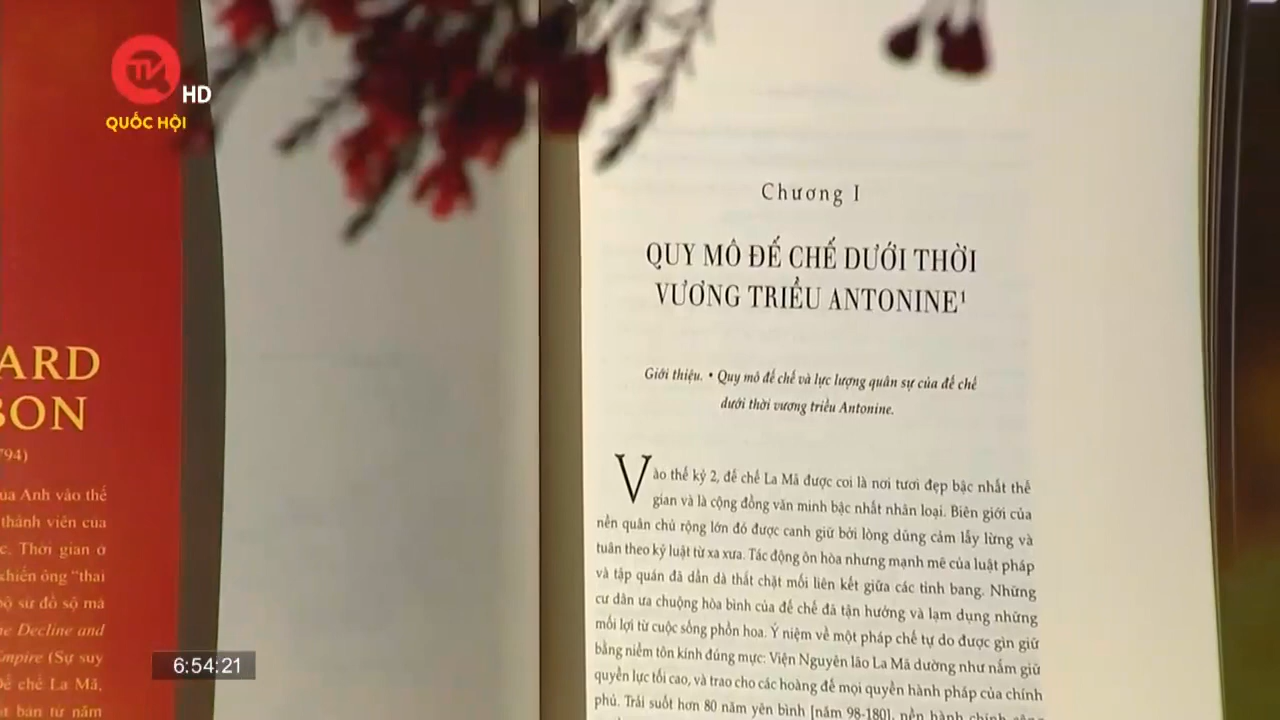 HD
QUỐC HỘI
ARD
BON
794)
ủa Anh vào thế
thành viên của
c. Thời gian ở
khiến ông “thai
bộ sử đồ sộ mà
he Decline and
Empire (Sự suy
Đế chế La Mã,
t bản từ năm
6:54:21
Chương I
QUY MÔ ĐẾ CHẾ DƯỚI THỜI
VƯƠNG TRIỀU ANTONINE¹
Giới thiệu. • Quy mô đế chế và lực lượng quân sự của đế chế
dưới thời vương triều Antonine.
Vào thế kỷ 2, đế chế La Mã được coi là nơi tươi đẹp bậc nhất thế
gian và là cộng đồng văn minh bậc nhất nhân loại. Biên giới của
nền quân chủ rộng lớn đó được canh giữ bởi lòng dũng cảm lẫy lừng và
tuân theo kỷ luật từ xa xưa. Tác động ôn hòa nhưng mạnh mẽ của luật pháp
và tập quán đã dần dà thắt chặt mối liên kết giữa các tỉnh bang. Những
cư dân ưa chuộng hòa bình của đế chế đã tận hưởng và lạm dụng những
mối lợi từ cuộc sống phồn hoa. Ý niệm về một pháp chế tự do được gìn giữ
bằng niềm tôn kính đúng mực: Viện Nguyên lão La Mã dường như nắm giữ
quyền lực tối cao, và trao cho các hoàng đế mọi quyền hành pháp của chính
phủ. Trải suốt hơn 80 năm yên bình [năm 98-180], nền hành chính công